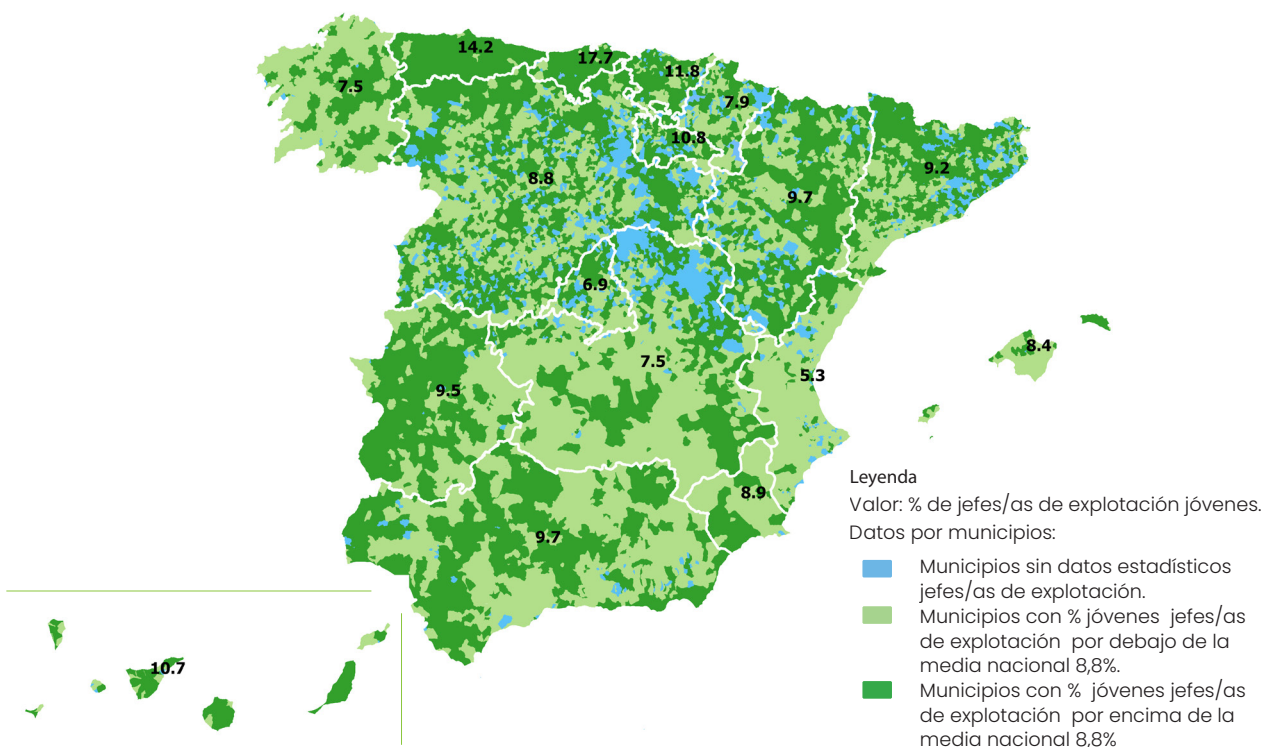 14.2
17.7
11.8
7.5
7.9
10.8
9.2
8.8
9.7
6.9
8.4
7.5
5.3
9.5
8.9
9.7
10.7
Leyenda
Valor: % de jefes/as de explotación jóvenes.
Datos por municipios:
Municipios sin datos estadísticos
jefes/as de explotación.
Municipios con % jóvenes jefes/as
de explotación por debajo de la
media nacional 8,8%.
Municipios con % jóvenes jefes/as
de explotación por encima de la
media nacional 8,8%